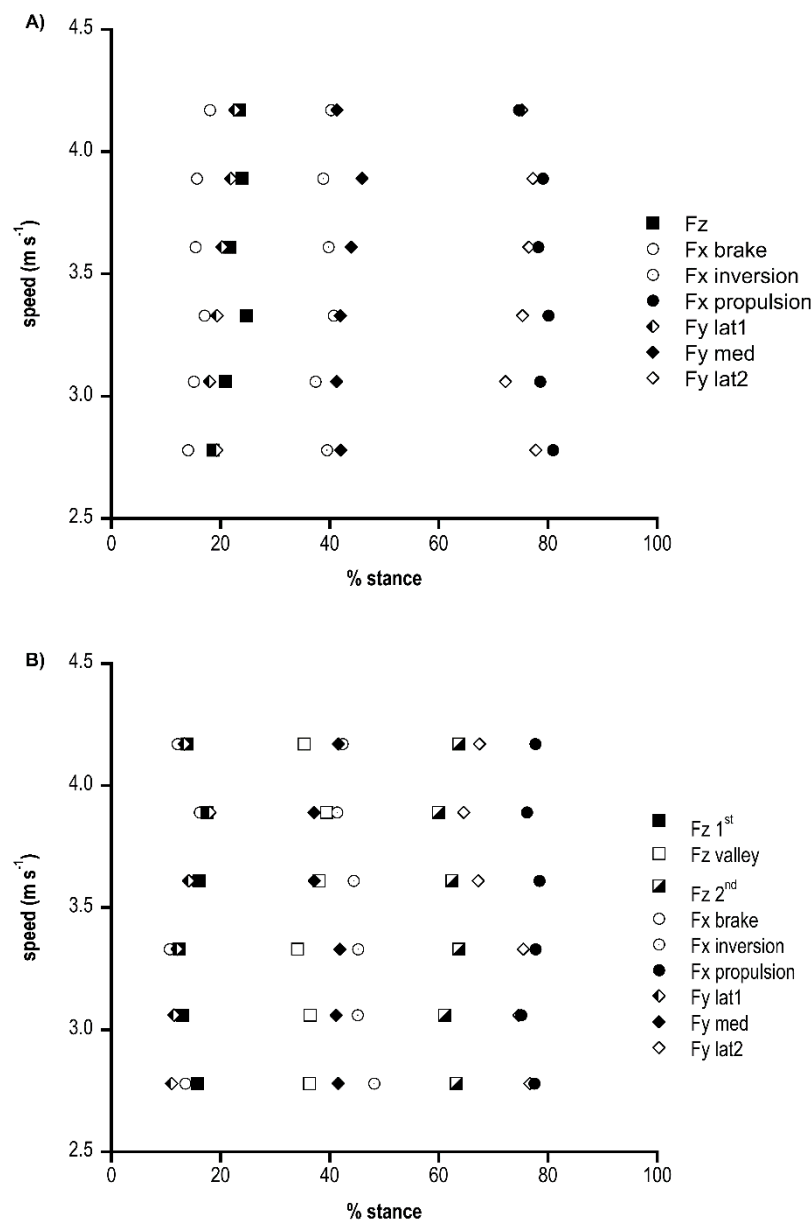 A)
4.5
4.0
3.5
3.0
2.5
speed (m s⁻¹)
0 20 40 60 80 100
% stance
Fz
Fx brake
Fx inversion
Fx propulsion
Fy lat1
Fy med
Fy lat2
B)
4.5
4.0
3.5
3.0
2.5
speed (m s⁻¹)
0 20 40 60 80 100
% stance
Fz 1ˢᵗ
Fz valley
Fz 2ⁿᵈ
Fx brake
Fx inversion
Fx propulsion
Fy lat1
Fy med
Fy lat2